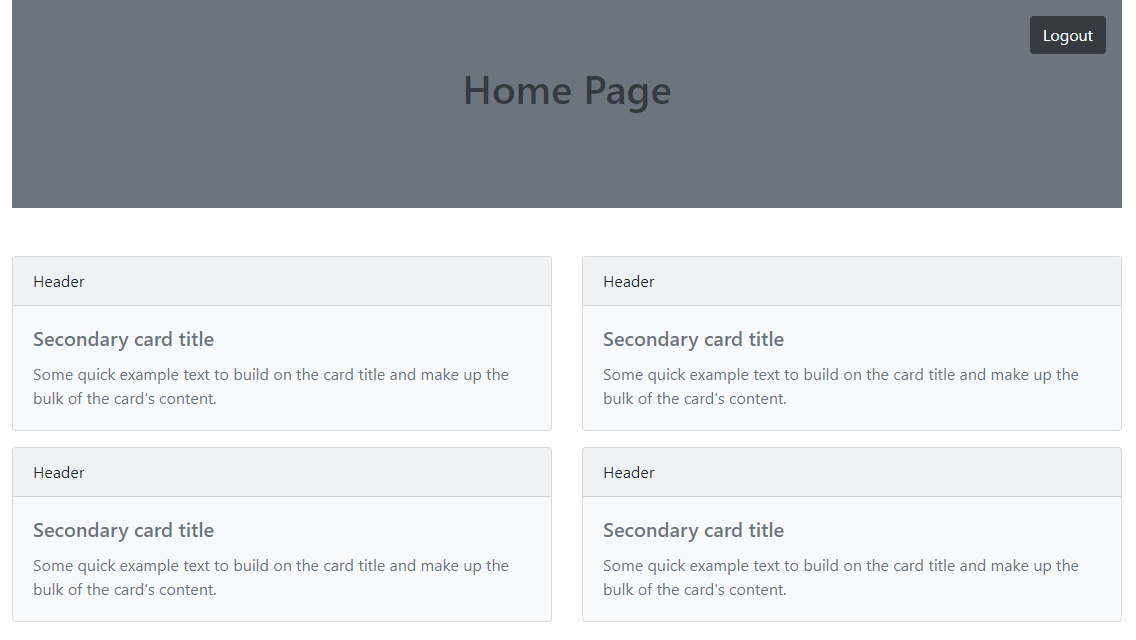 Logout
Home Page
Header
Secondary card title
Some quick example text to build on the card title and make up the
bulk of the card's content.
Header
Secondary card title
Some quick example text to build on the card title and make up the
bulk of the card's content.
Header
Secondary card title
Some quick example text to build on the card title and make up the
bulk of the card's content.
Header
Secondary card title
Some quick example text to build on the card title and make up the
bulk of the card's content.